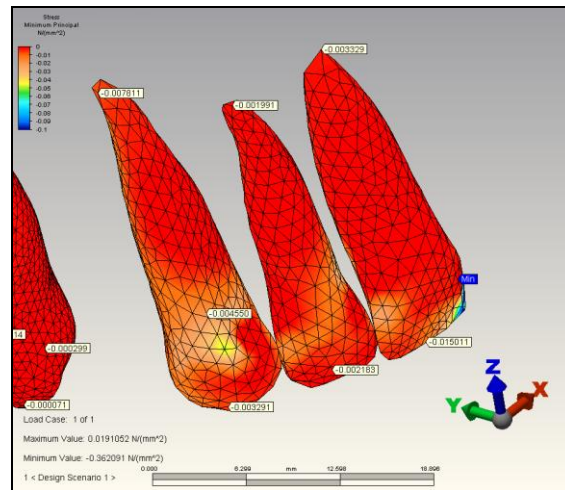 Stress
Minimum Principal
N/(mm^2)
0
-0.01
-0.02
-0.03
-0.04
-0.05
-0.06
-0.07
-0.08
-0.09
-0.1
-0.003329
-0.007811
-0.001991
Min
-0.004550
14
-0.000299
-0.015011
-0.002183
-0.000071
-0.003291
Z
X
Y
Load Case: 1 of 1
Maximum Value: 0.0191052 N/(mm^2)
Minimum Value: -0.362091 N/(mm^2)
0.000 6.299 mm 12.598 18.898
1 < Design Scenario 1 >